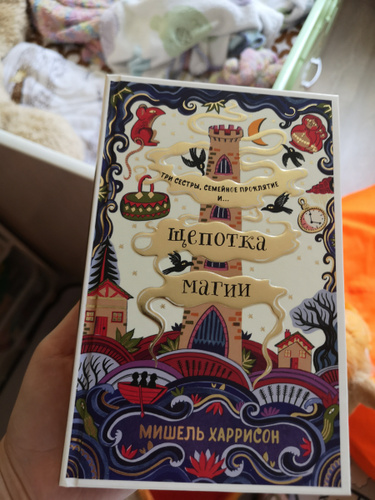 ТРИ СЕСТРЫ, СЕМЕЙНОЕ ПРОКЛЯТИЕ
И...
ЩЕПОТКА
МАГИИ
МИШЕЛЬ ХАРРИСОН